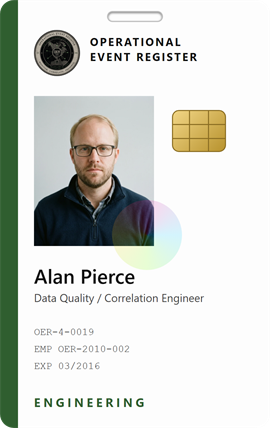 OPERATIONAL
EVENT REGISTER
Alan Pierce
Data Quality / Correlation Engineer
OER-4-0019
EMP OER-2010-002
EXP 03/2016
ENGINEERING